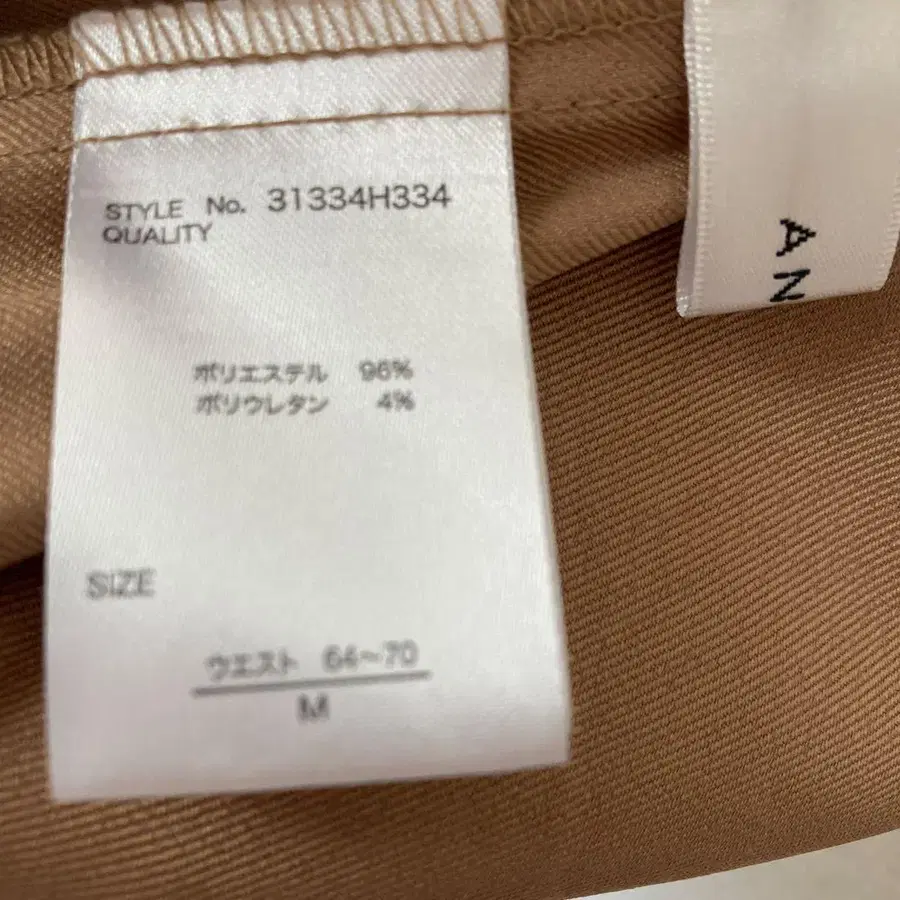 STYLE No. 31334H334
QUALITY
ポリエステル 96%
ポリウレタン 4%
SIZE
ウエスト 64~70
M
AN